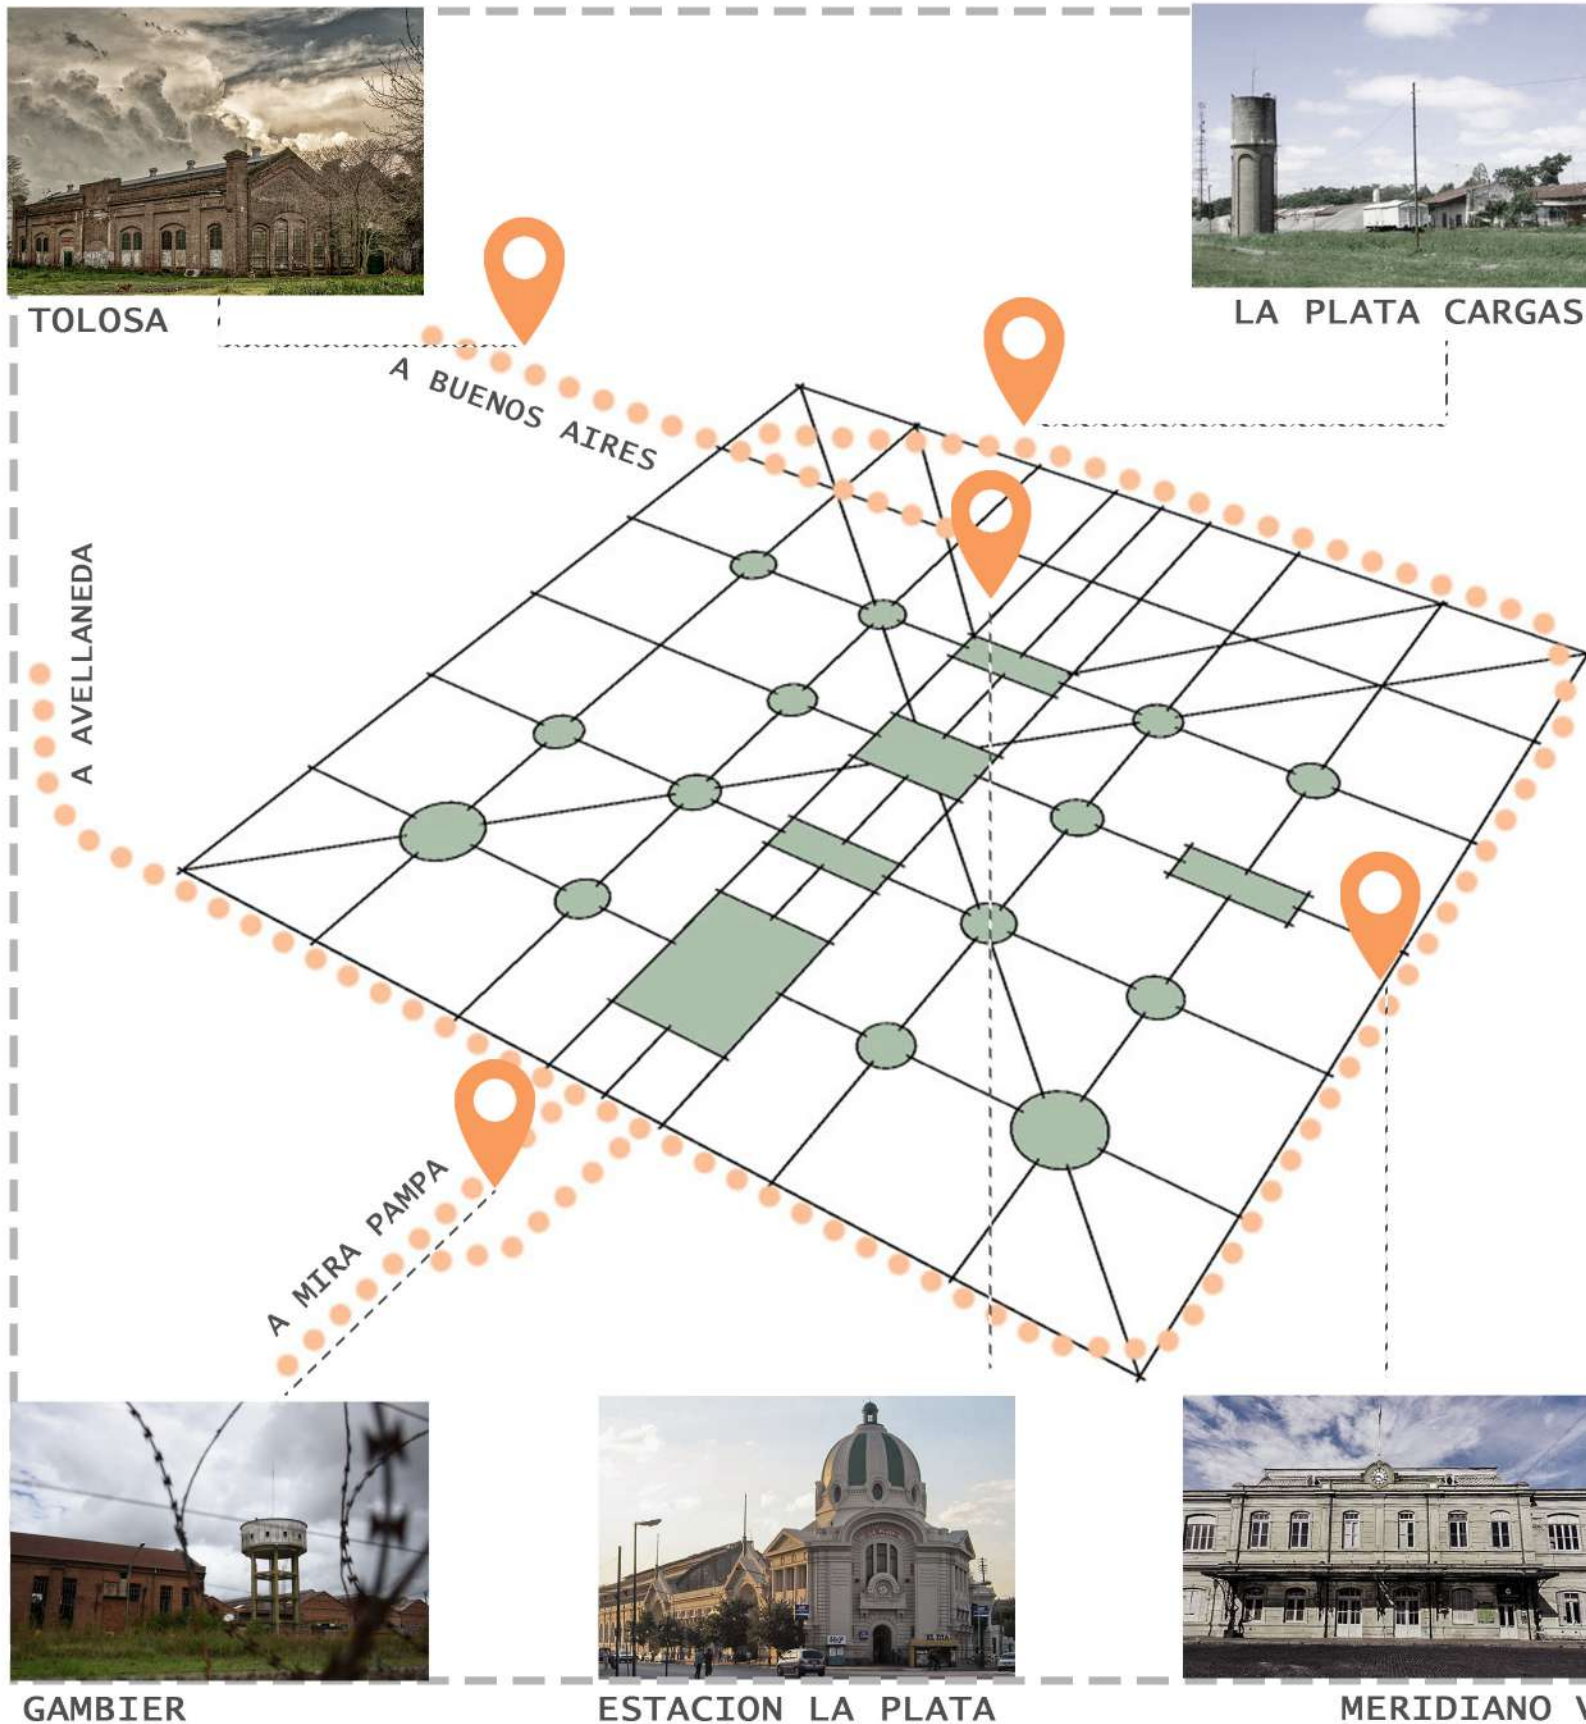 TOLOSA
LA PLATA CARGAS
A BUENOS AIRES
A AVELLANEDA
A MIRA PAMPA
GAMBIER
ESTACION LA PLATA
MERIDIANO V